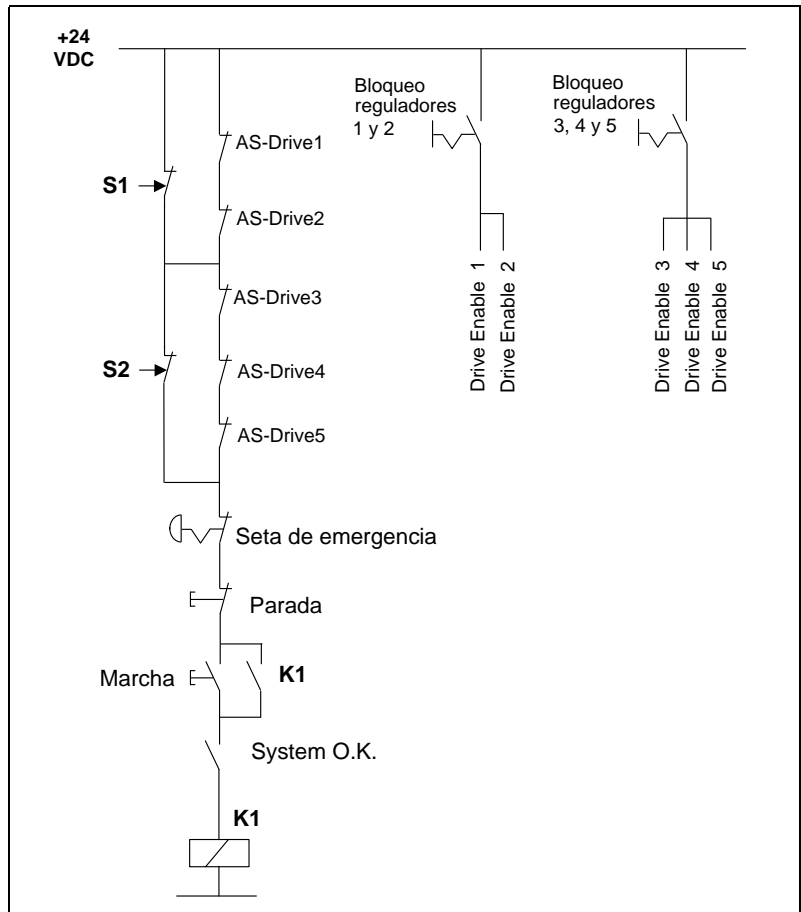 +24
VDC
Bloqueo
reguladores
1 y 2
Bloqueo
reguladores
3, 4 y 5
AS-Drive1
S1
AS-Drive2
AS-Drive3
Drive Enable 1
Drive Enable 2
Drive Enable 3
Drive Enable 4
Drive Enable 5
S2
AS-Drive4
AS-Drive5
Seta de emergencia
Parada
Marcha
K1
System O.K.
K1